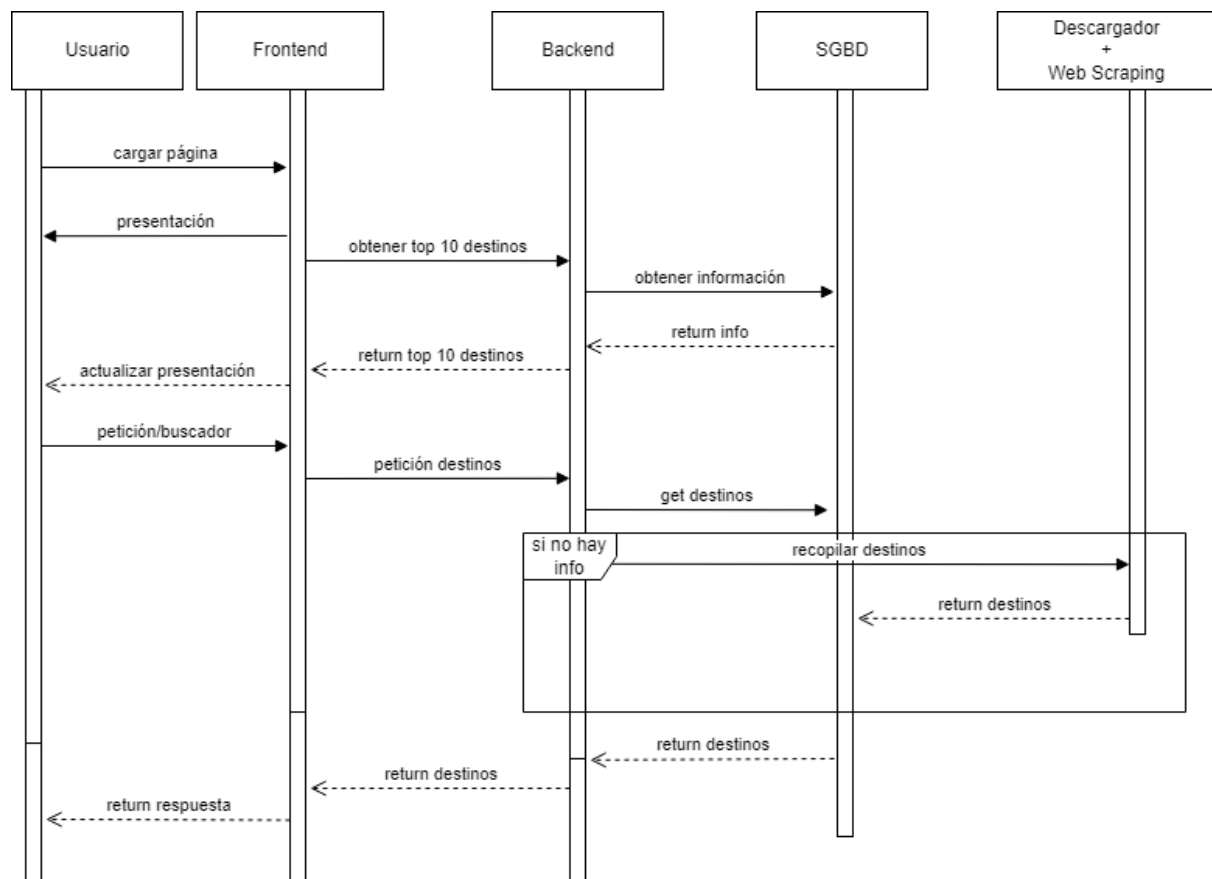 Usuario
Frontend
Backend
SGBD
Descargador
+
Web Scraping
cargar página
presentación
obtener top 10 destinos
obtener información
return info
return top 10 destinos
actualizar presentación
petición/buscador
petición destinos
get destinos
si no hay
info
recopilar destinos
return destinos
return destinos
return destinos
return respuesta